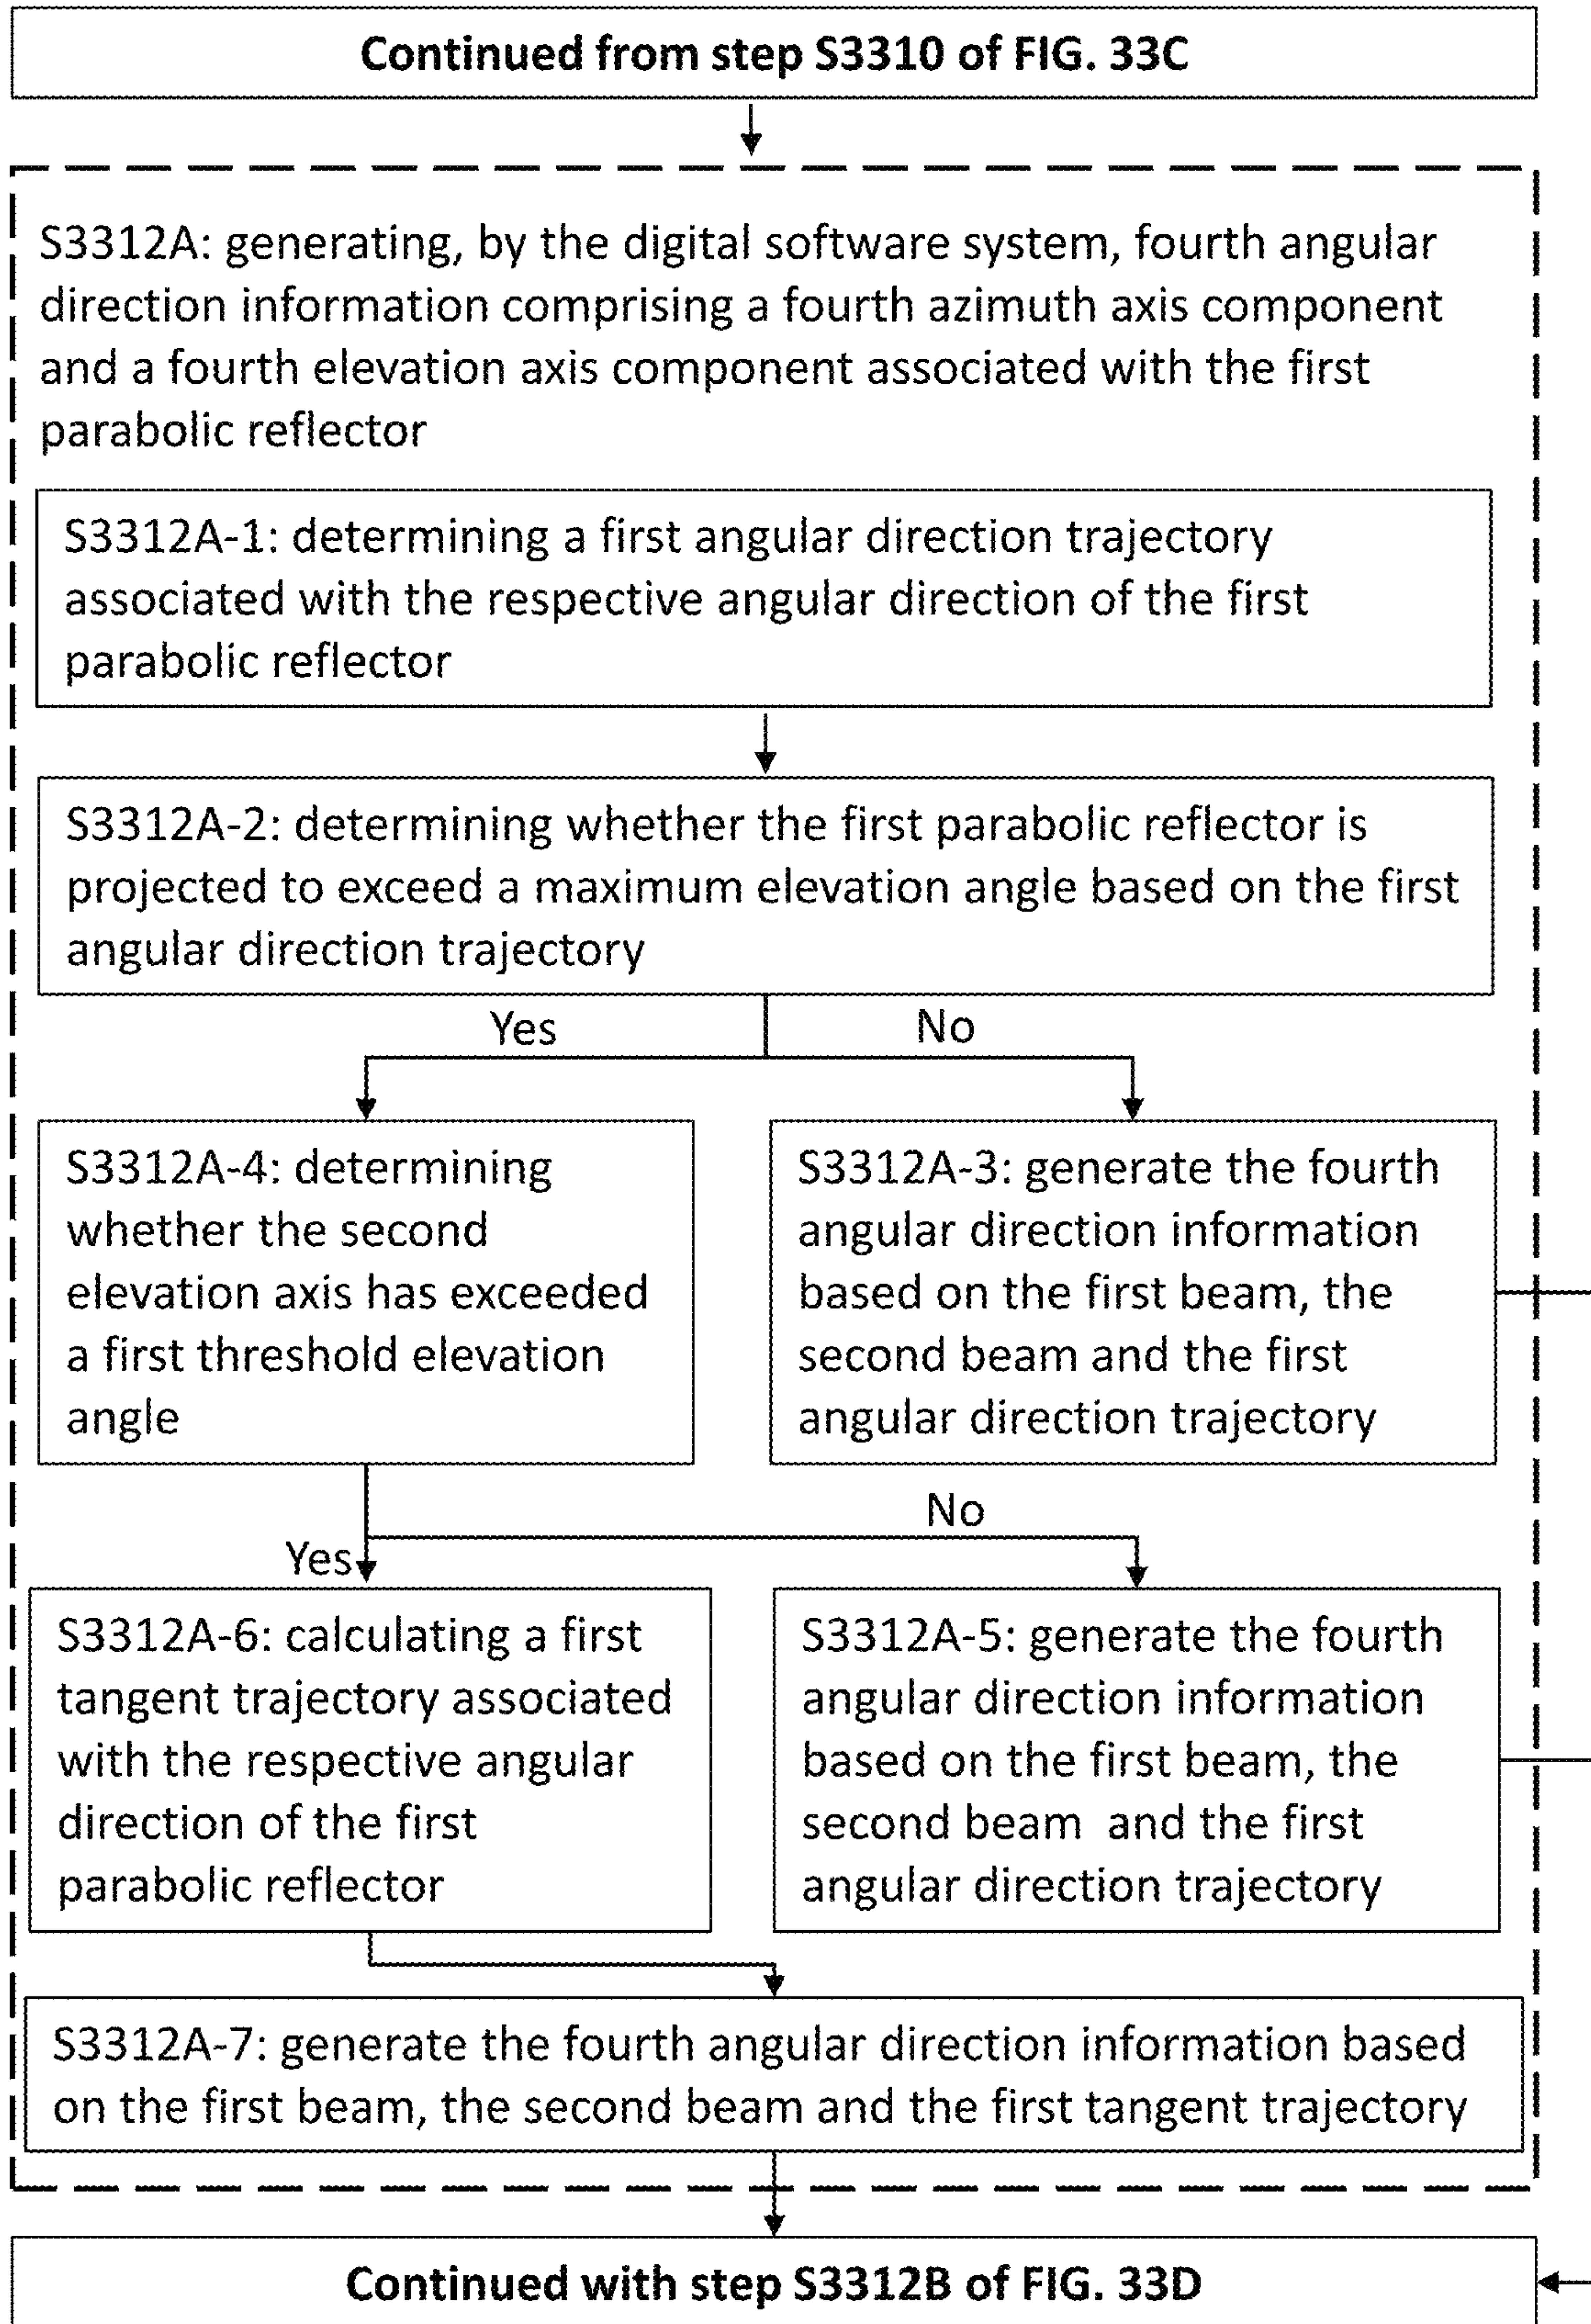 Continued from step S3310 of FIG. 33C
S3312A: generating, by the digital software system, fourth angular
direction information comprising a fourth azimuth axis component
and a fourth elevation axis component associated with the first
parabolic reflector
S3312A-1: determining a first angular direction trajectory
associated with the respective angular direction of the first
parabolic reflector
S3312A-2: determining whether the first parabolic reflector is
projected to exceed a maximum elevation angle based on the first
angular direction trajectory
Yes
No
S3312A-4: determining
whether the second
elevation axis has exceeded
a first threshold elevation
angle
S3312A-3: generate the fourth
angular direction information
based on the first beam, the
second beam and the first
angular direction trajectory
No
Yes
S3312A-6: calculating a first
tangent trajectory associated
with the respective angular
direction of the first
parabolic reflector
S3312A-5: generate the fourth
angular direction information
based on the first beam, the
second beam  and the first
angular direction trajectory
S3312A-7: generate the fourth angular direction information based
on the first beam, the second beam and the first tangent trajectory
Continued with step S3312B of FIG. 33D